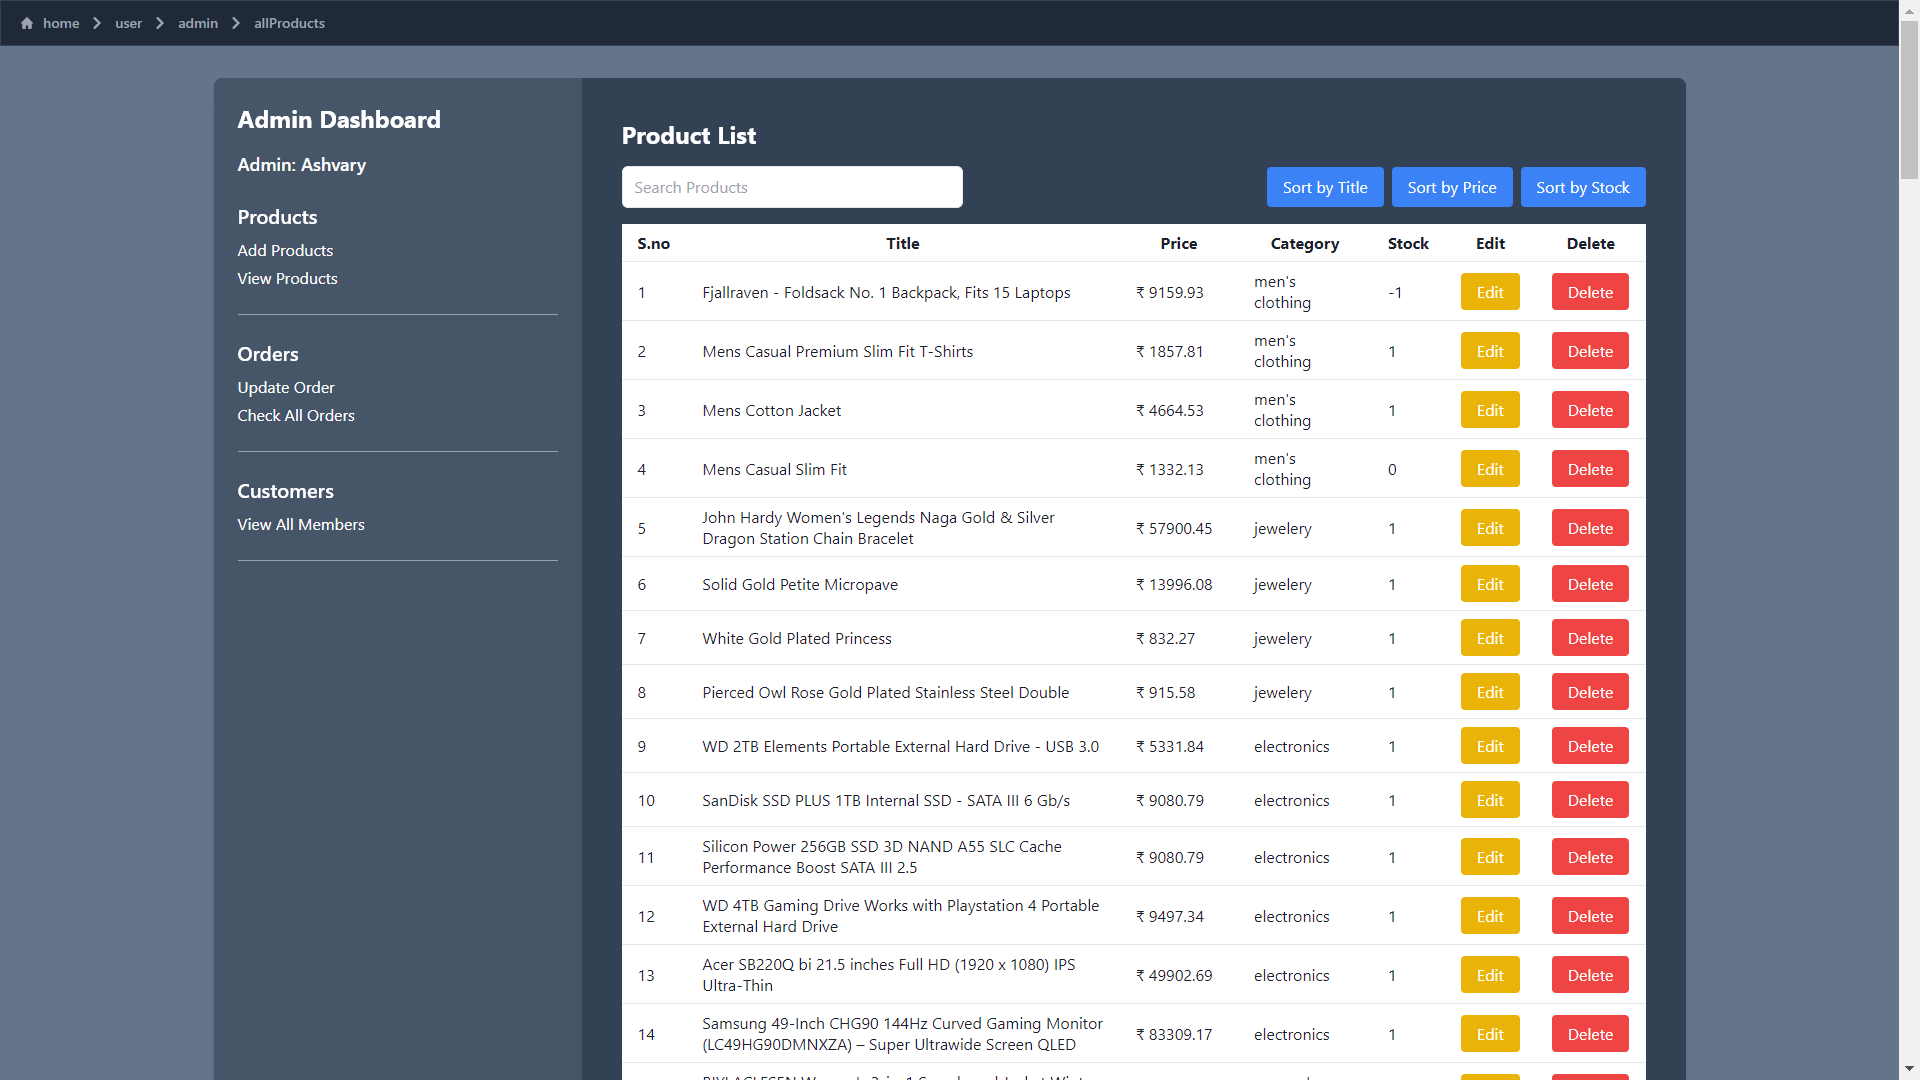 home user admin allProducts
Admin Dashboard
Admin: Ashvary
Products
Add Products
View Products
Orders
Update Order
Check All Orders
Customers
View All Members
Product List
Search Products
Sort by Title Sort by Price Sort by Stock
S.no Title Price Category Stock Edit Delete
1 Fjallraven - Foldsack No. 1 Backpack, Fits 15 Laptops ₹ 9159.93 men's
clothing -1 Edit Delete
2 Mens Casual Premium Slim Fit T-Shirts ₹ 1857.81 men's
clothing 1 Edit Delete
3 Mens Cotton Jacket ₹ 4664.53 men's
clothing 1 Edit Delete
4 Mens Casual Slim Fit ₹ 1332.13 men's
clothing 0 Edit Delete
5 John Hardy Women's Legends Naga Gold & Silver
Dragon Station Chain Bracelet ₹ 57900.45 jewelery 1 Edit Delete
6 Solid Gold Petite Micropave ₹ 13996.08 jewelery 1 Edit Delete
7 White Gold Plated Princess ₹ 832.27 jewelery 1 Edit Delete
8 Pierced Owl Rose Gold Plated Stainless Steel Double ₹ 915.58 jewelery 1 Edit Delete
9 WD 2TB Elements Portable External Hard Drive - USB 3.0 ₹ 5331.84 electronics 1 Edit Delete
10 SanDisk SSD PLUS 1TB Internal SSD - SATA III 6 Gb/s ₹ 9080.79 electronics 1 Edit Delete
11 Silicon Power 256GB SSD 3D NAND A55 SLC Cache
Performance Boost SATA III 2.5 ₹ 9080.79 electronics 1 Edit Delete
12 WD 4TB Gaming Drive Works with Playstation 4 Portable
External Hard Drive ₹ 9497.34 electronics 1 Edit Delete
13 Acer SB220Q bi 21.5 inches Full HD (1920 x 1080) IPS
Ultra-Thin ₹ 49902.69 electronics 1 Edit Delete
14 Samsung 49-Inch CHG90 144Hz Curved Gaming Monitor
(LC49HG90DMNXZA) – Super Ultrawide Screen QLED ₹ 83309.17 electronics 1 Edit Delete